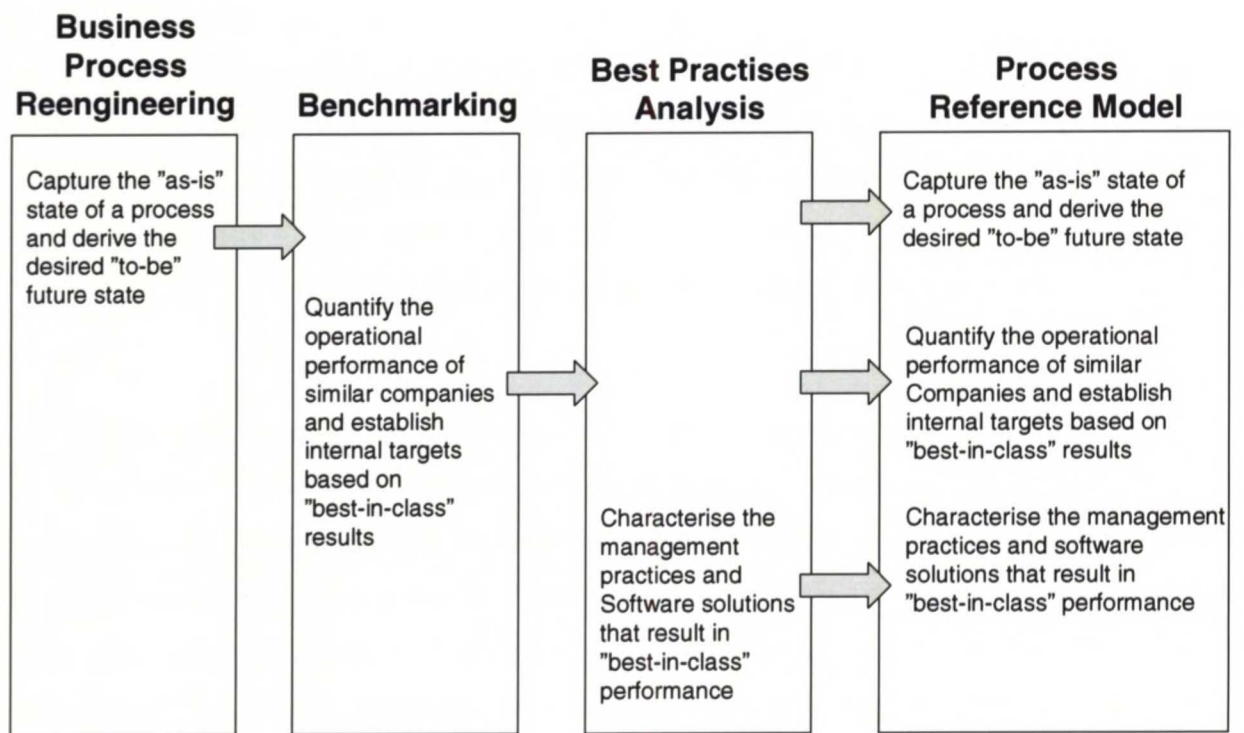 Business
Process
Reengineering
Capture the "as-is"
state of a process
and derive the
desired "to-be"
future state
Benchmarking
Quantify the
operational
performance of
similar companies
and establish
internal targets
based on
"best-in-class"
results
Best Practises
Analysis
Characterise the
management
practices and
Software solutions
that result in
"best-in-class"
performance
Process
Reference Model
Capture the "as-is" state of
a process and derive the
desired "to-be" future state
Quantify the operational
performance of similar
Companies and establish
internal targets based on
"best-in-class" results
Characterise the management
practices and software
solutions that result in
"best-in-class" performance